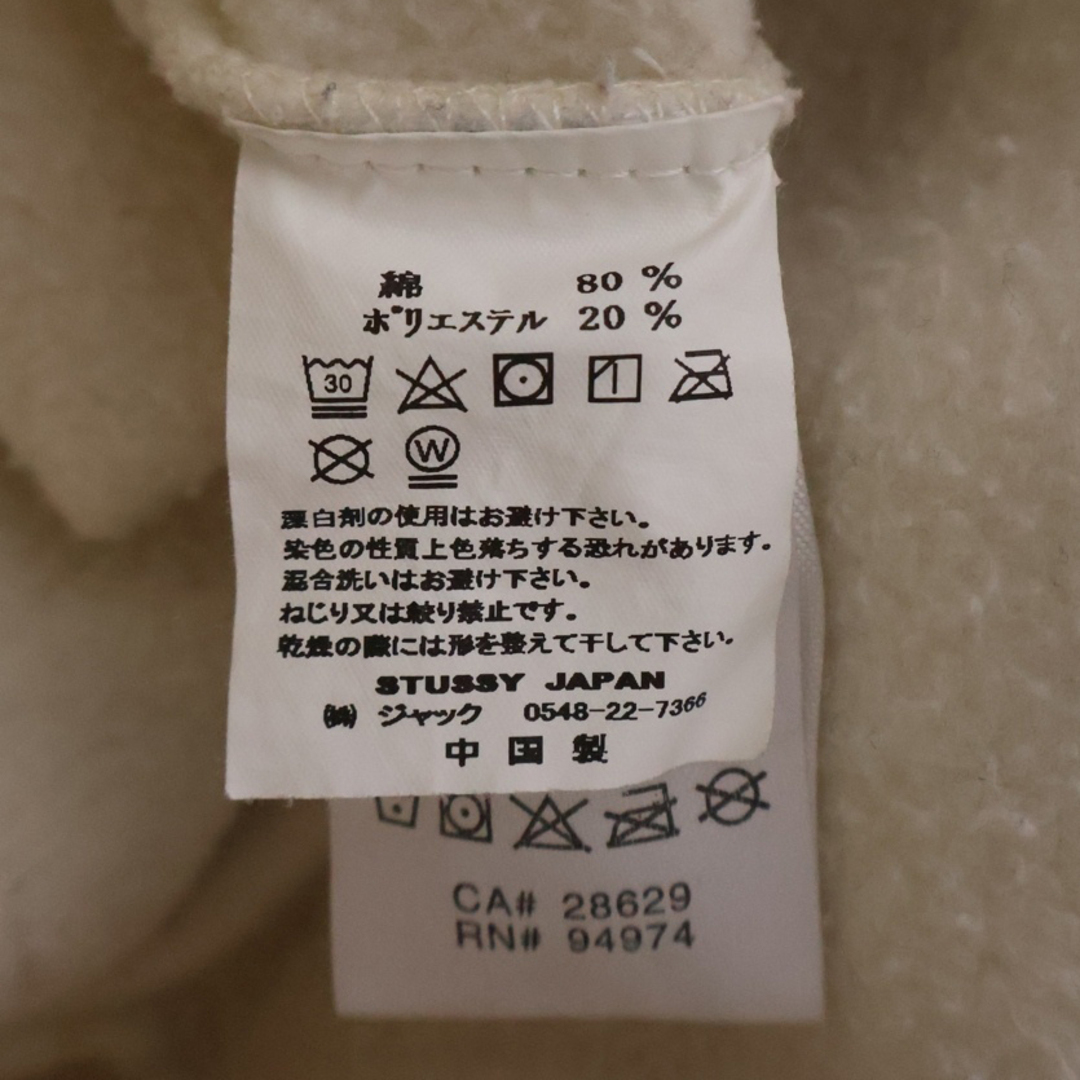 綿 80 %
ポリエステル 20 %
30
W
漂白剤の使用はお避け下さい。
染色の性質上色落ちする恐れがあります。
混合洗いはお避け下さい。
ねじり又は絞り禁止です。
乾燥の際には形を整えて干して下さい。
STUSSY JAPAN
㈱ ジャック 0548-22-7366
中国製
CA# 28629
RN# 94974